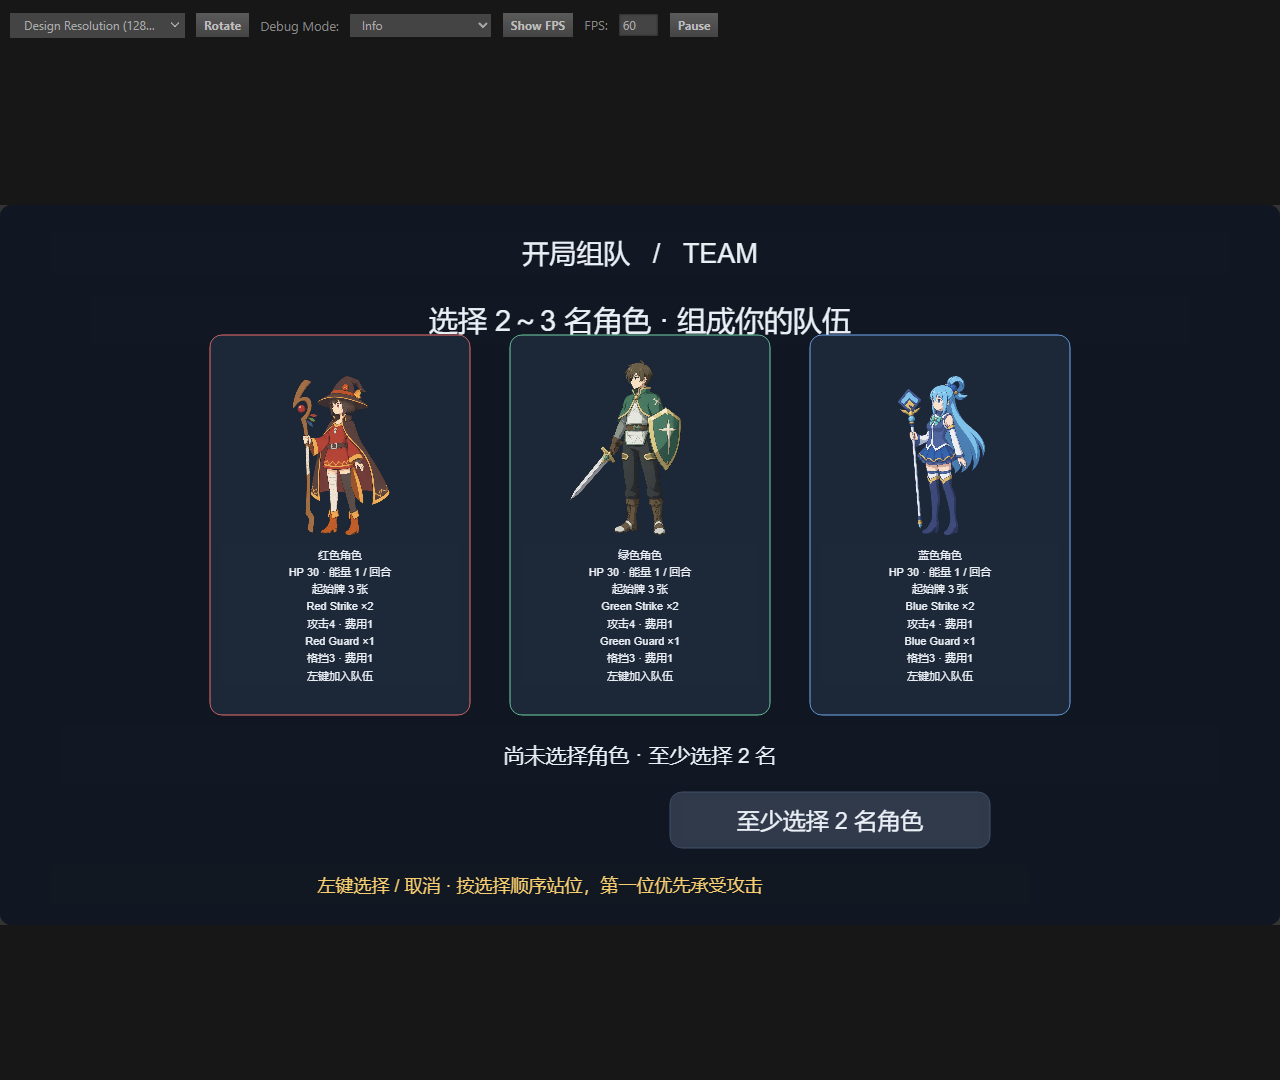 Design Resolution (128... Rotate Debug Mode: Info Show FPS FPS: 60 Pause
开局组队 / TEAM
选择 2 ~ 3 名角色 · 组成你的队伍
红色角色
HP 30 · 能量 1 / 回合
起始牌 3 张
Red Strike ×2
攻击4 · 费用1
Red Guard ×1
格挡3 · 费用1
左键加入队伍
绿色角色
HP 30 · 能量 1 / 回合
起始牌 3 张
Green Strike ×2
攻击4 · 费用1
Green Guard ×1
格挡3 · 费用1
左键加入队伍
蓝色角色
HP 30 · 能量 1 / 回合
起始牌 3 张
Blue Strike ×2
攻击4 · 费用1
Blue Guard ×1
格挡3 · 费用1
左键加入队伍
尚未选择角色 · 至少选择 2 名
至少选择 2 名角色
左键选择 / 取消 · 按选择顺序站位，第一位优先承受攻击